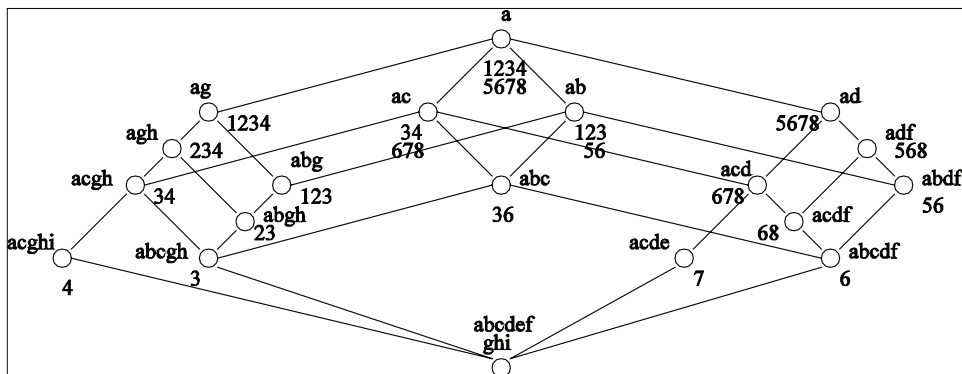 a
1234
5678
ag
ac
ab
ad
1234
34
678
123
56
5678
agh
234
adf
568
acgh
34
abg
123
abc
36
acd
678
abdf
56
abgh
23
acdf
68
acghi
4
abcgh
3
acde
7
abcdf
6
abcdef
ghi